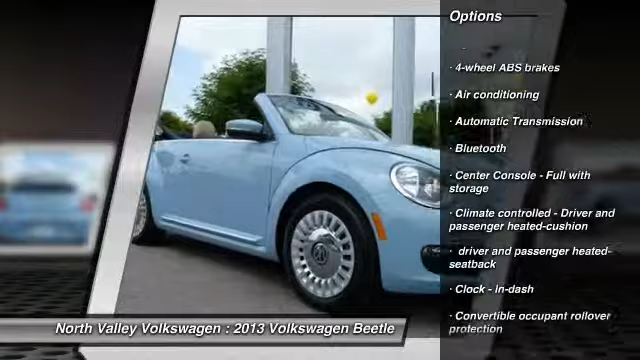 Options
· 4-wheel ABS brakes
· Air conditioning
· Automatic Transmission
· Bluetooth
· Center Console - Full with
storage
· Climate controlled - Driver and
passenger heated-cushion
· driver and passenger heated-
seatback
· Clock - In-dash
· Convertible occupant rollover
protection
North Valley Volkswagen : 2013 Volkswagen Beetle